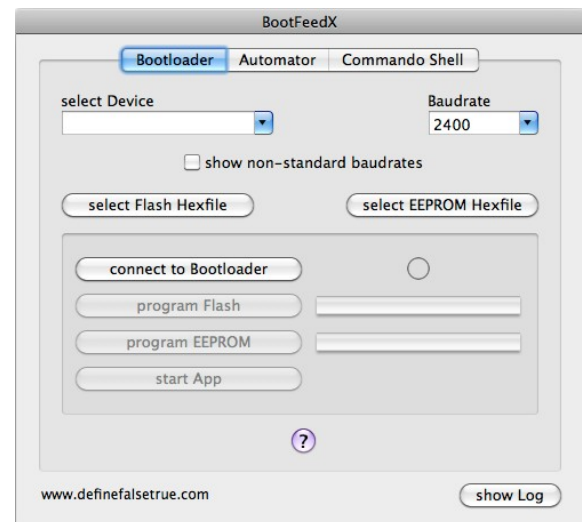 BootFeedX
Bootloader Automator Commando Shell
select Device Baudrate
2400
show non-standard baudrates
select Flash Hexfile select EEPROM Hexfile
connect to Bootloader
program Flash
program EEPROM
start App
?
www.definefalsetrue.com show Log